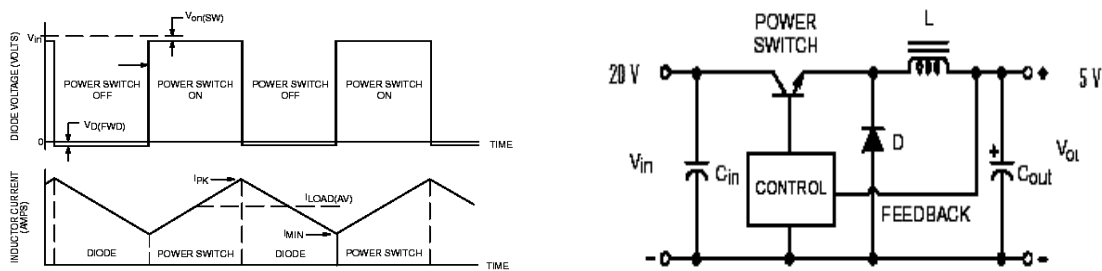 Von(SW)
Vin
DIODE VOLTAGE (VOLTS)
POWER SWITCH
OFF
POWER SWITCH
ON
POWER SWITCH
OFF
POWER SWITCH
ON
VD(FWD)
0
TIME
INDUCTOR CURRENT
(AMPS)
IPK
ILOAD(AV)
IMIN
DIODE
POWER SWITCH
DIODE
POWER SWITCH
TIME
POWER
SWITCH
L
20 V
+
+
5 V
D
Vin
Cin
CONTROL
+
Cout
Vou
FEEDBACK
-
-